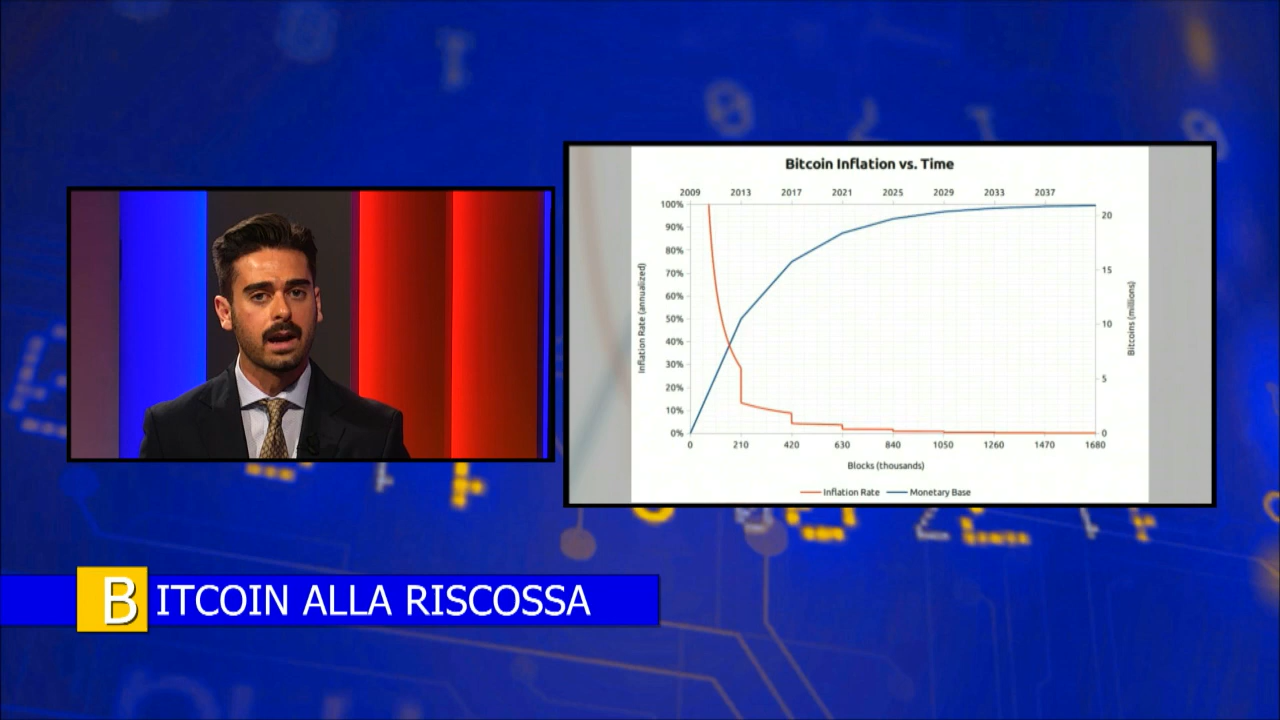 Bitcoin Inflation vs. Time
2009 2013 2017 2021 2025 2029 2033 2037
100%
90%
80%
70%
60%
50%
40%
30%
20%
10%
0%
Inflation Rate (annualized)
20
15
10
5
0
Bitcoins (millions)
0 210 420 630 840 1050 1260 1470 1680
Blocks (thousands)
Inflation Rate Monetary Base
BITCOIN ALLA RISCOSSA